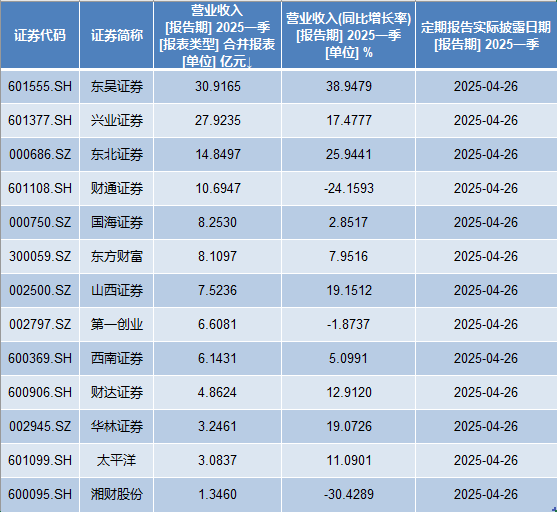 证券代码 证券简称 营业收入 [报告期] 2025一季 [报表类型] 合并报表 [单位] 亿元↓ 营业收入(同比增长率) [报告期] 2025一季 [单位] % 定期报告实际披露日期 [报告期] 2025一季
601555.SH 东吴证券 30.9165 38.9479 2025-04-26
601377.SH 兴业证券 27.9235 17.4777 2025-04-26
000686.SZ 东北证券 14.8497 25.9441 2025-04-26
601108.SH 财通证券 10.6947 -24.1593 2025-04-26
000750.SZ 国海证券 8.2530 2.8517 2025-04-26
300059.SZ 东方财富 8.1097 7.9516 2025-04-26
002500.SZ 山西证券 7.5236 19.1512 2025-04-26
002797.SZ 第一创业 6.6081 -1.8737 2025-04-26
600369.SH 西南证券 6.1431 5.0991 2025-04-26
600906.SH 财达证券 4.8624 12.9120 2025-04-26
002945.SZ 华林证券 3.2461 19.0726 2025-04-26
601099.SH 太平洋 3.0837 11.0901 2025-04-26
600095.SH 湘财股份 1.3460 -30.4289 2025-04-26